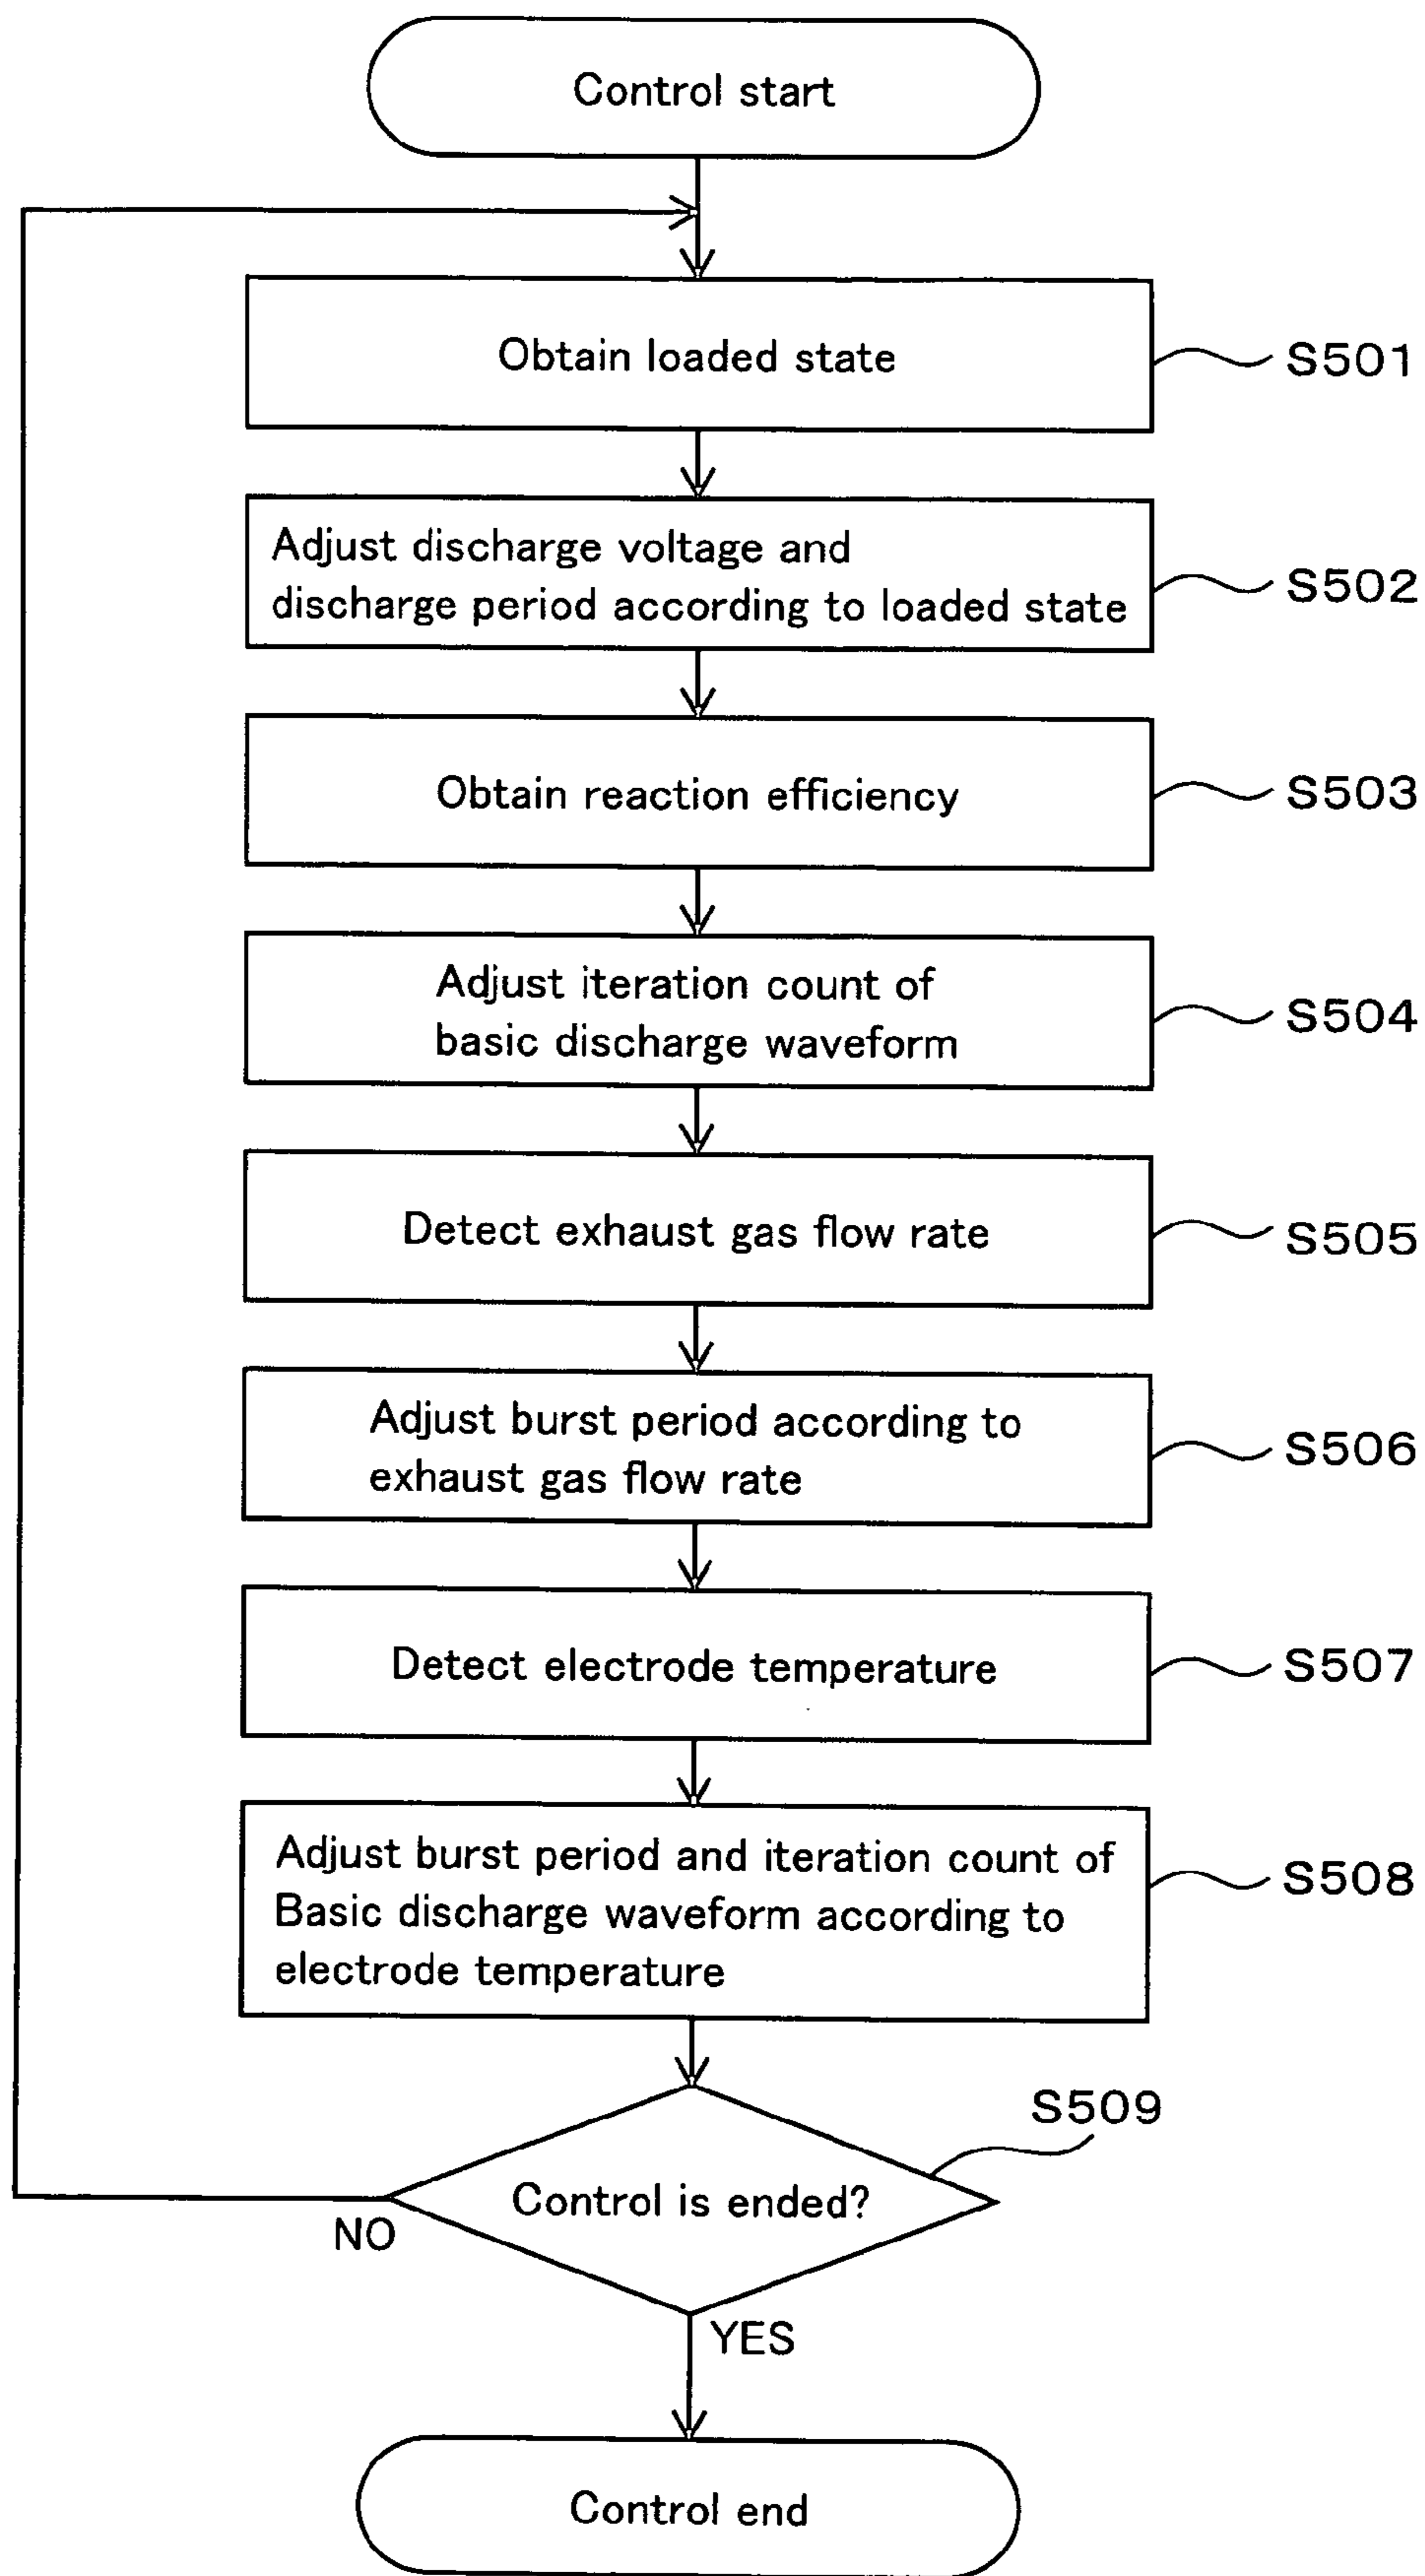 Control start
Obtain loaded state
S501
Adjust discharge voltage and
discharge period according to loaded state
S502
Obtain reaction efficiency
S503
Adjust iteration count of
basic discharge waveform
S504
Detect exhaust gas flow rate
S505
Adjust burst period according to
exhaust gas flow rate
S506
Detect electrode temperature
S507
Adjust burst period and iteration count of
Basic discharge waveform according to
electrode temperature
S508
S509
Control is ended?
NO
YES
Control end